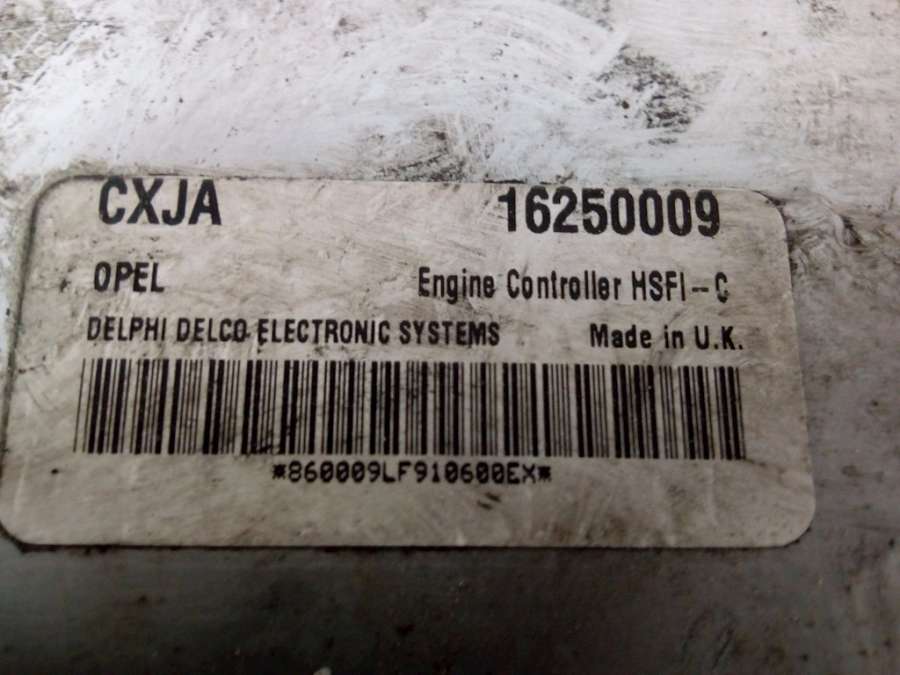 CXJA 16250009
OPEL Engine Controller HSFI-C
DELPHI DELCO ELECTRONIC SYSTEMS Made in U.K.
*860009LF910600EX*